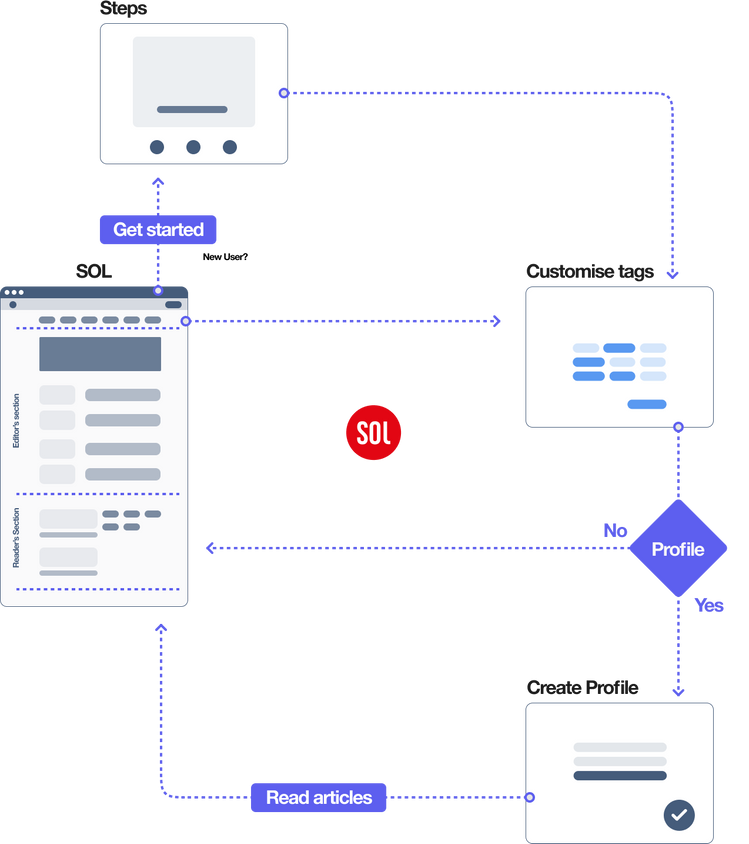 Steps
Get started
New User?
SOL
Customise tags
Editor's section
SOL
Reader's Section
No
Profile
Yes
Create Profile
Read articles